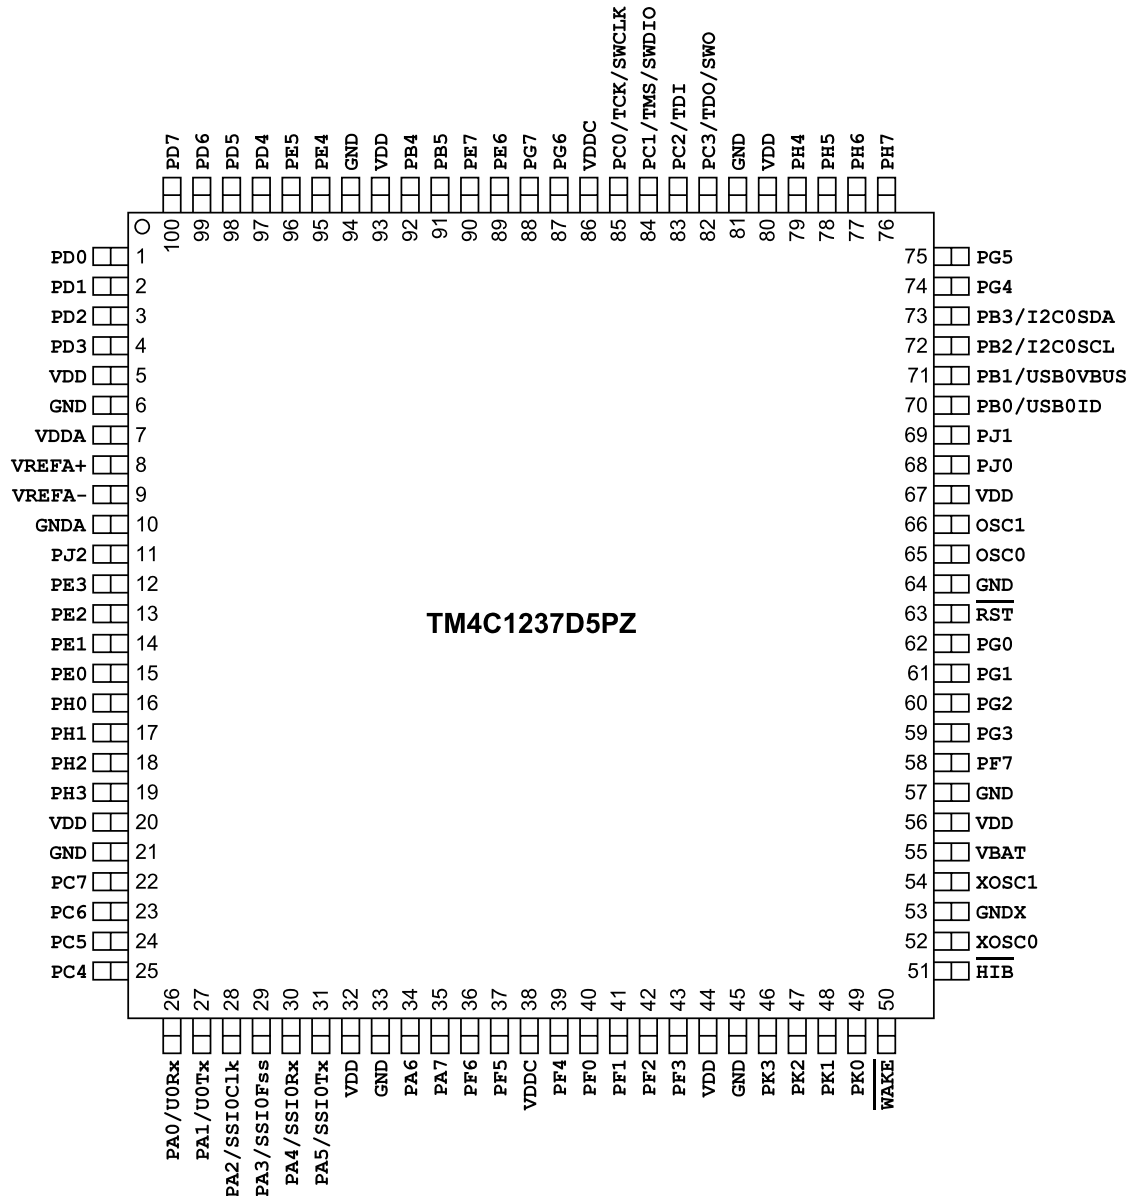 PD7 PD6 PD5 PD4 PE5 PE4 GND VDD PB4 PB5 PE7 PE6 PG7 PG6 VDDC PC0/TCK/SWCLK PC1/TMS/SWDIO PC2/TDI PC3/TDO/SWO GND VDD PH4 PH5 PH6 PH7
100 99 98 97 96 95 94 93 92 91 90 89 88 87 86 85 84 83 82 81 80 79 78 77 76
PD0 1 75 PG5
PD1 2 74 PG4
PD2 3 73 PB3/I2C0SDA
PD3 4 72 PB2/I2C0SCL
VDD 5 71 PB1/USB0VBUS
GND 6 70 PB0/USB0ID
VDDA 7 69 PJ1
VREFA+ 8 68 PJ0
VREFA- 9 67 VDD
GNDA 10 66 OSC1
PJ2 11 65 OSC0
PE3 12 64 GND
PE2 13 63 RST
TM4C1237D5PZ
PE1 14 62 PG0
PE0 15 61 PG1
PH0 16 60 PG2
PH1 17 59 PG3
PH2 18 58 PF7
PH3 19 57 GND
VDD 20 56 VDD
GND 21 55 VBAT
PC7 22 54 XOSC1
PC6 23 53 GNDX
PC5 24 52 XOSC0
PC4 25 51 HIB
26 27 28 29 30 31 32 33 34 35 36 37 38 39 40 41 42 43 44 45 46 47 48 49 50
PA0/U0Rx PA1/U0Tx PA2/SSI0Clk PA3/SSI0Fss PA4/SSI0Rx PA5/SSI0Tx VDD GND PA6 PA7 PF6 PF5 VDDC PF4 PF0 PF1 PF2 PF3 VDD GND PK3 PK2 PK1 PK0 WAKE